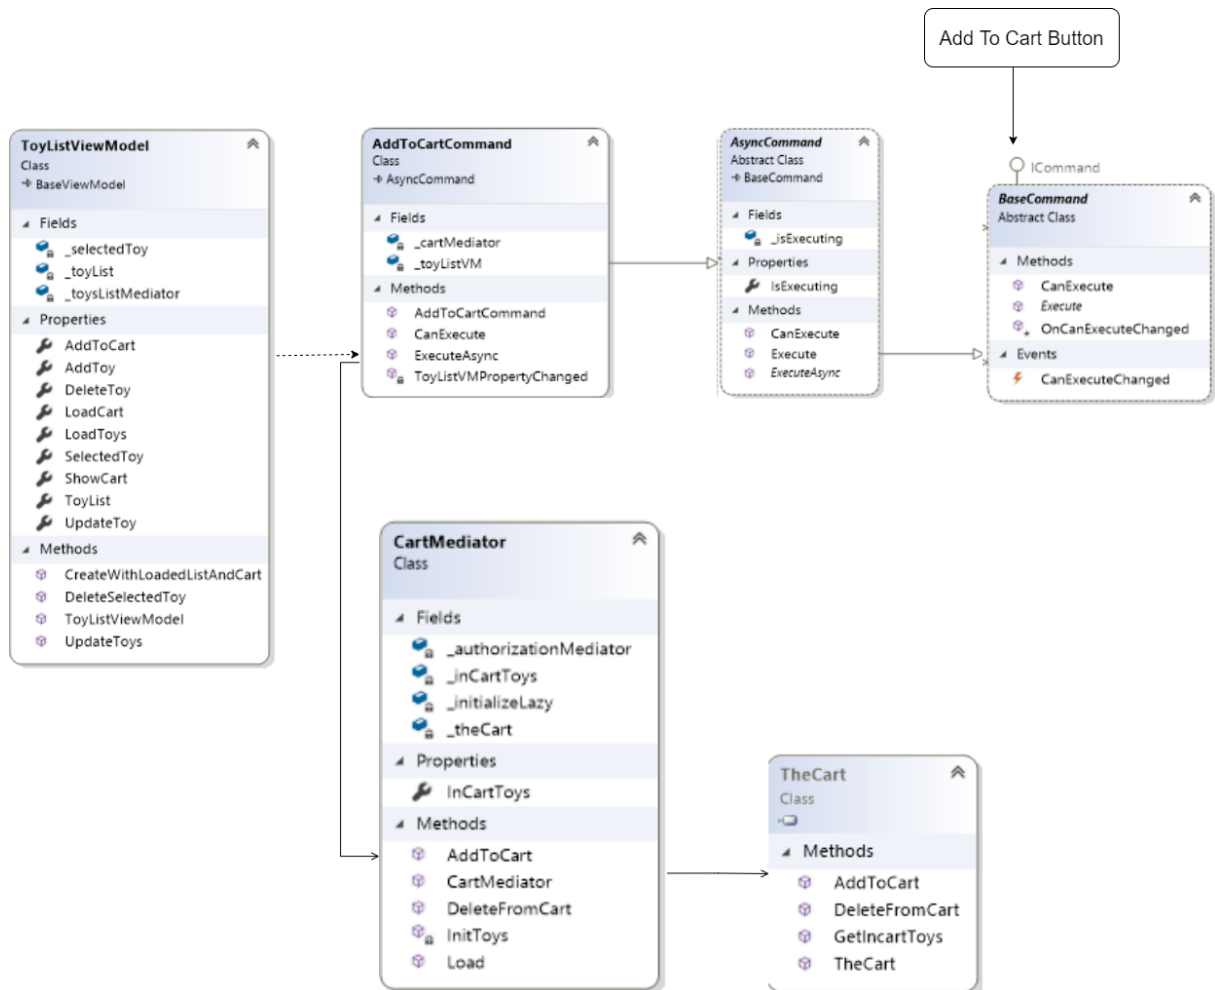 Add To Cart Button
ToyListViewModel
Class
BaseViewModel
Fields
_selectedToy
_toyList
_toysListMediator
Properties
AddToCart
AddToy
DeleteToy
LoadCart
LoadToys
SelectedToy
ShowCart
ToyList
UpdateToy
Methods
CreateWithLoadedListAndCart
DeleteSelectedToy
ToyListViewModel
UpdateToys
AddToCartCommand
Class
AsyncCommand
Fields
_cartMediator
_toyListVM
Methods
AddToCartCommand
CanExecute
ExecuteAsync
ToyListVMPropertyChanged
AsyncCommand
Abstract Class
BaseCommand
Fields
_isExecuting
Properties
IsExecuting
Methods
CanExecute
Execute
ExecuteAsync
ICommand
BaseCommand
Abstract Class
Methods
CanExecute
Execute
OnCanExecuteChanged
Events
CanExecuteChanged
CartMediator
Class
Fields
_authorizationMediator
_inCartToys
_initializeLazy
_theCart
Properties
InCartToys
Methods
AddToCart
CartMediator
DeleteFromCart
InitToys
Load
TheCart
Class
Methods
AddToCart
DeleteFromCart
GetIncartToys
TheCart